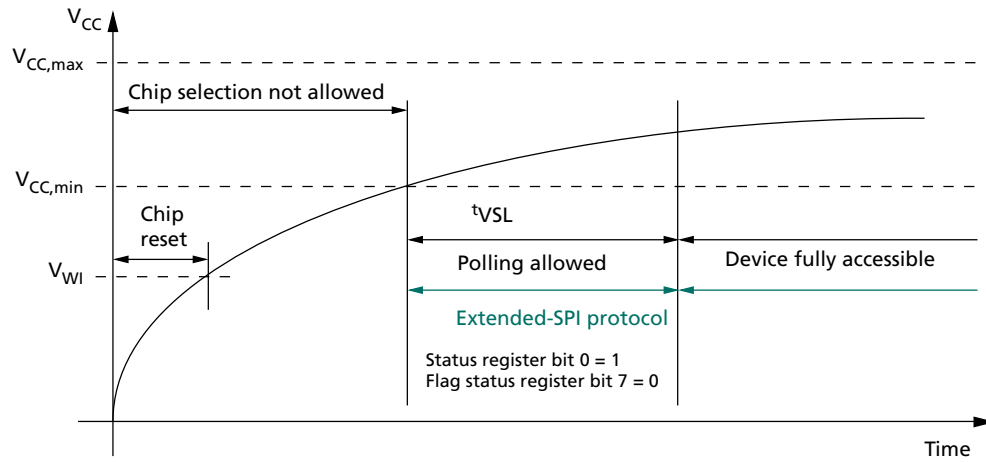 VCC
VCC,max
Chip selection not allowed
VCC,min
Chip
reset
tVSL
VWI
Polling allowed
Device fully accessible
Extended-SPI protocol
Status register bit 0 = 1
Flag status register bit 7 = 0
Time